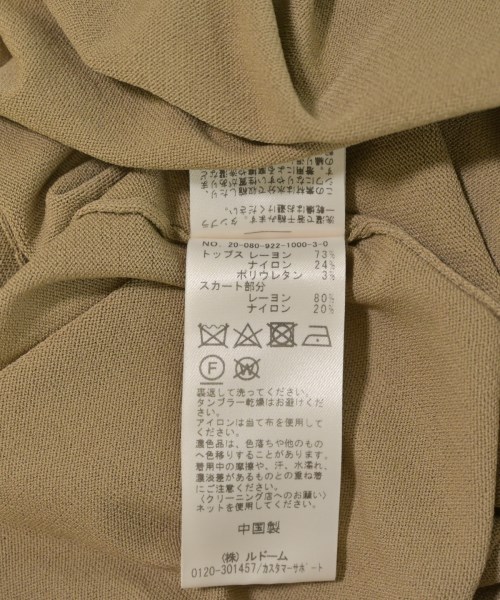 NO. 20-080-922-1000-3-0
トップス レーヨン 73%
ナイロン 24%
ポリウレタン 3%
スカート部分
レーヨン 80%
ナイロン 20%
F W
裏返して洗ってください。
タンブラー乾燥はお避けくださ
い。
アイロンは当て布を使用して
ください。
濃色品は、色落ちや他のもの
へ色移りすることがあります。
着用中の摩擦や、汗、水濡れ、
濃淡差があるものとの重ね着
にご注意ください。
〈クリーニング店へのお願い〉
ネットを使用してください。
中国製
(株) ルドーム
0120-301457/カスタマーサポート